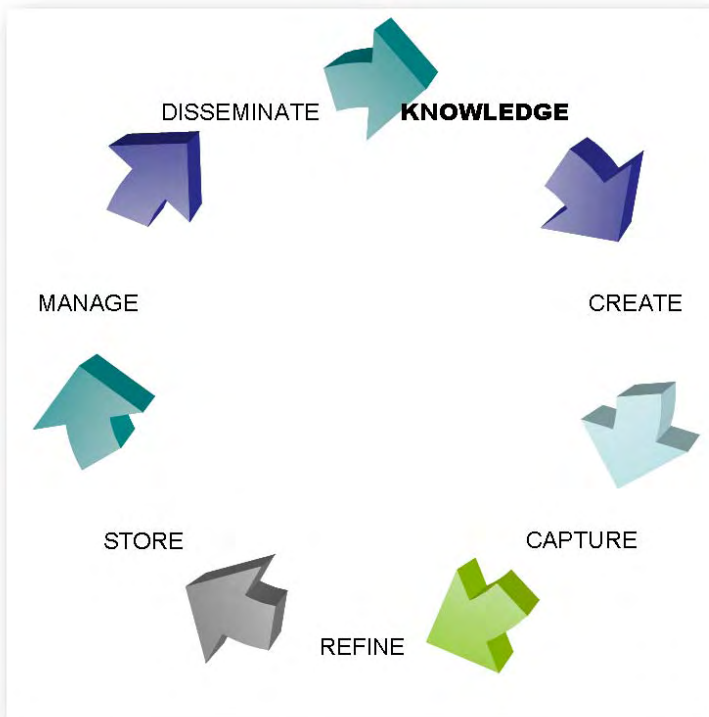 DISSEMINATE
KNOWLEDGE
MANAGE
CREATE
STORE
CAPTURE
REFINE